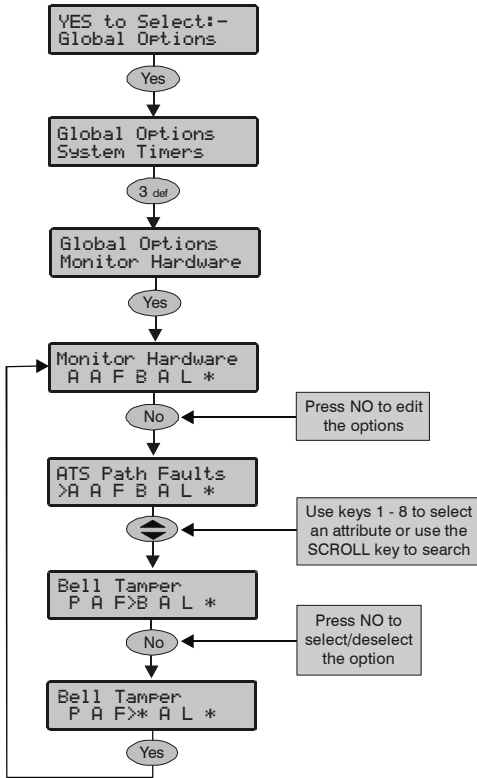 YES to Select:-
Global Options
Yes
Global Options
System Timers
3 def
Global Options
Monitor Hardware
Yes
Monitor Hardware
A A F B A L *
No
Press NO to edit
the options
ATS Path Faults
>A A F B A L *
Use keys 1 - 8 to select
an attribute or use the
SCROLL key to search
Bell Tamper
P A F>B A L *
No
Press NO to
select/deselect
the option
Bell Tamper
P A F>* A L *
Yes